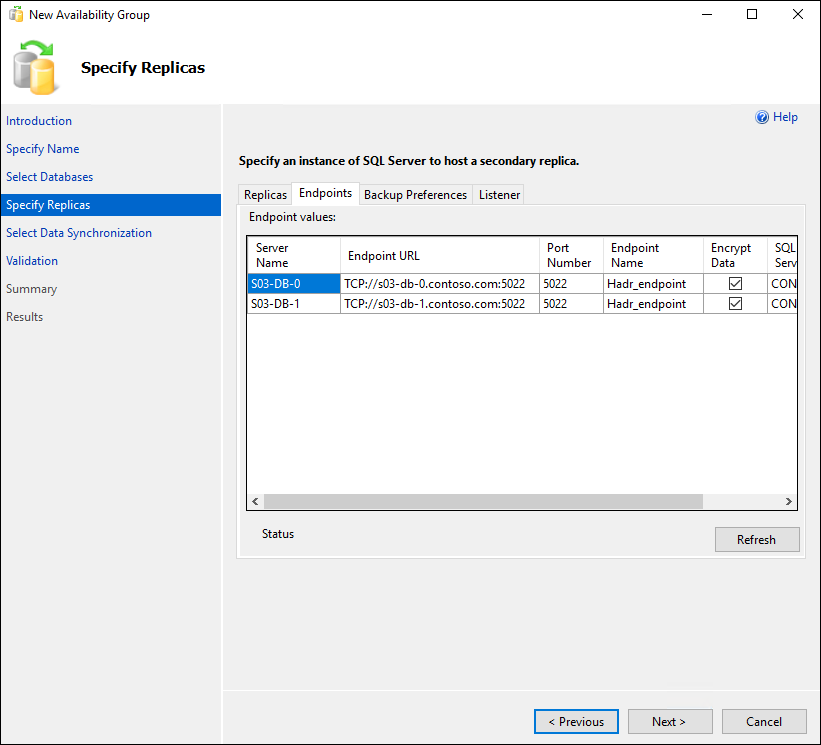 New Availability Group
Specify Replicas
Help
Introduction
Specify Name
Select Databases
Specify Replicas
Select Data Synchronization
Validation
Summary
Results
Specify an instance of SQL Server to host a secondary replica.
Replicas Endpoints Backup Preferences Listener
Endpoint values:
Server Name Endpoint URL Port Number Endpoint Name Encrypt Data SQL Serv
S03-DB-0 TCP://s03-db-0.contoso.com:5022 5022 Hadr_endpoint CON
S03-DB-1 TCP://s03-db-1.contoso.com:5022 5022 Hadr_endpoint CON
Status
Refresh
< Previous Next > Cancel